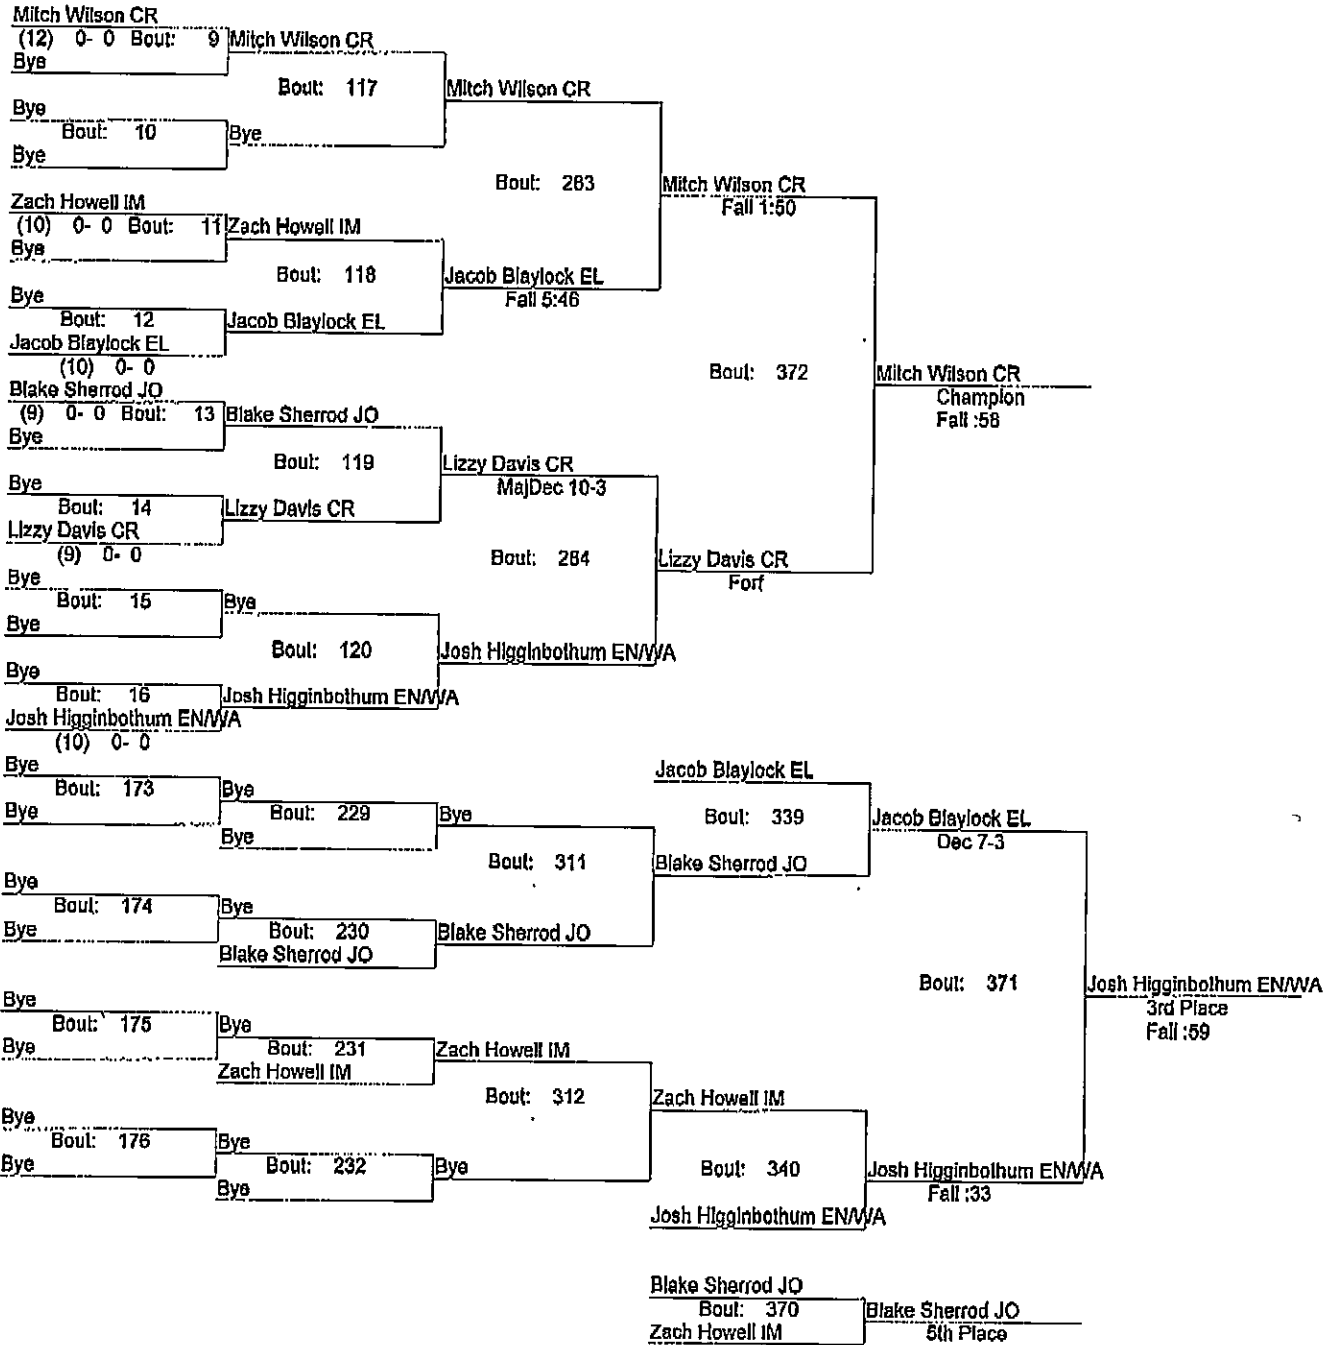 Mitch Wilson CR
(12) 0- 0 Bout: 9 Mitch Wilson CR
Bye
Bout: 117 Mitch Wilson CR
Bye
Bout: 10 Bye
Bye
Bout: 283 Mitch Wilson CR
Fall 1:50
Zach Howell IM
(10) 0- 0 Bout: 11 Zach Howell IM
Bye
Bout: 118 Jacob Blaylock EL
Fall 5:46
Bye
Bout: 12 Jacob Blaylock EL
Jacob Blaylock EL
(10) 0- 0
Bout: 372 Mitch Wilson CR
Champion
Fall :58
Blake Sherrod JO
(9) 0- 0 Bout: 13 Blake Sherrod JO
Bye
Bout: 119 Lizzy Davis CR
MajDec 10-3
Bye
Bout: 14 Lizzy Davis CR
Lizzy Davis CR
(9) 0- 0
Bout: 284 Lizzy Davis CR
Forf
Bye
Bout: 15 Bye
Bye
Bout: 120 Josh Higginbothum EN/WA
Bye
Bout: 16 Josh Higginbothum EN/WA
Josh Higginbothum EN/WA
(10) 0- 0
Bye
Bout: 173 Bye
Bye
Bout: 229 Bye
Bye
Jacob Blaylock EL
Bout: 339 Jacob Blaylock EL
Dec 7-3
Bout: 311 Blake Sherrod JO
Bye
Bout: 174 Bye
Bye
Bout: 230 Blake Sherrod JO
Blake Sherrod JO
Bout: 371 Josh Higginbothum EN/WA
3rd Place
Fall :59
Bye
Bout: 175 Bye
Bye
Bout: 231 Zach Howell IM
Zach Howell IM
Bout: 312 Zach Howell IM
Bye
Bout: 176 Bye
Bye
Bout: 232 Bye
Bye
Bout: 340 Josh Higginbothum EN/WA
Fall :33
Josh Higginbothum EN/WA
Blake Sherrod JO
Bout: 370 Blake Sherrod JO
Zach Howell IM
5th Place